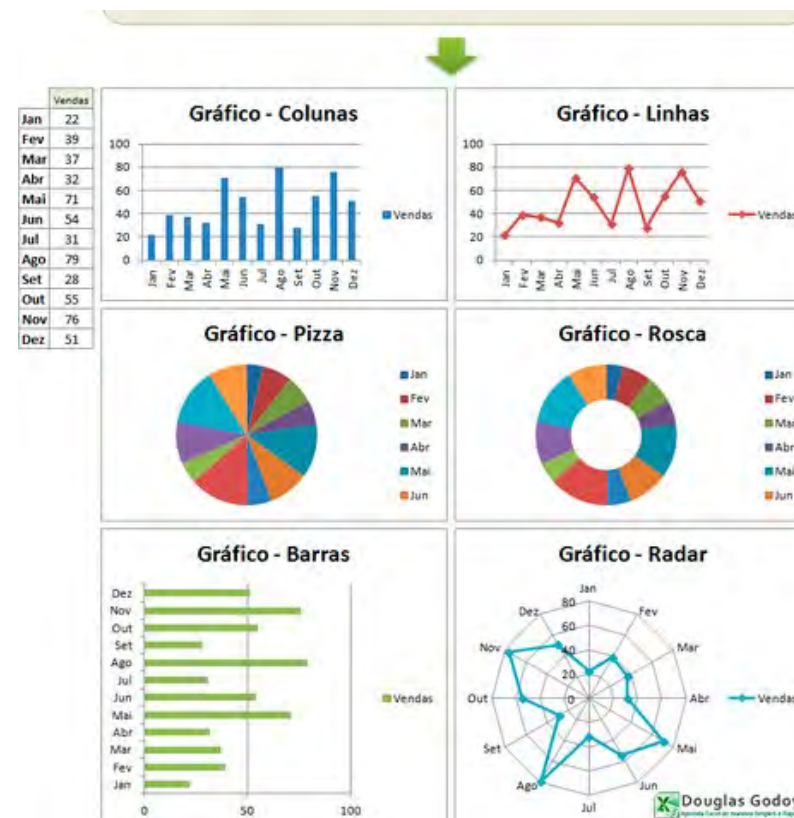 Vendas
Jan 22
Fev 39
Mar 37
Abr 32
Mai 71
Jun 54
Jul 31
Ago 79
Set 28
Out 55
Nov 76
Dez 51
Gráfico - Colunas
100
80
60
40
20
0
Jan Fev Mar Abr Mai Jun Jul Ago Set Out Nov Dez
Vendas
Gráfico - Linhas
100
80
60
40
20
0
Jan Fev Mar Abr Mai Jun Jul Ago Set Out Nov Dez
Vendas
Gráfico - Pizza
Jan
Fev
Mar
Abr
Mai
Jun
Gráfico - Rosca
Jan
Fev
Mar
Abr
Mai
Jun
Gráfico - Barras
Dez
Nov
Out
Set
Ago
Jul
Jun
Mai
Abr
Mar
Fev
Jan
0 50 100
Vendas
Gráfico - Radar
Jan
Fev
Mar
Abr
Mai
Jun
Jul
Ago
Set
Out
Nov
Dez
80
60
40
20
0
Vendas
Douglas Godoy